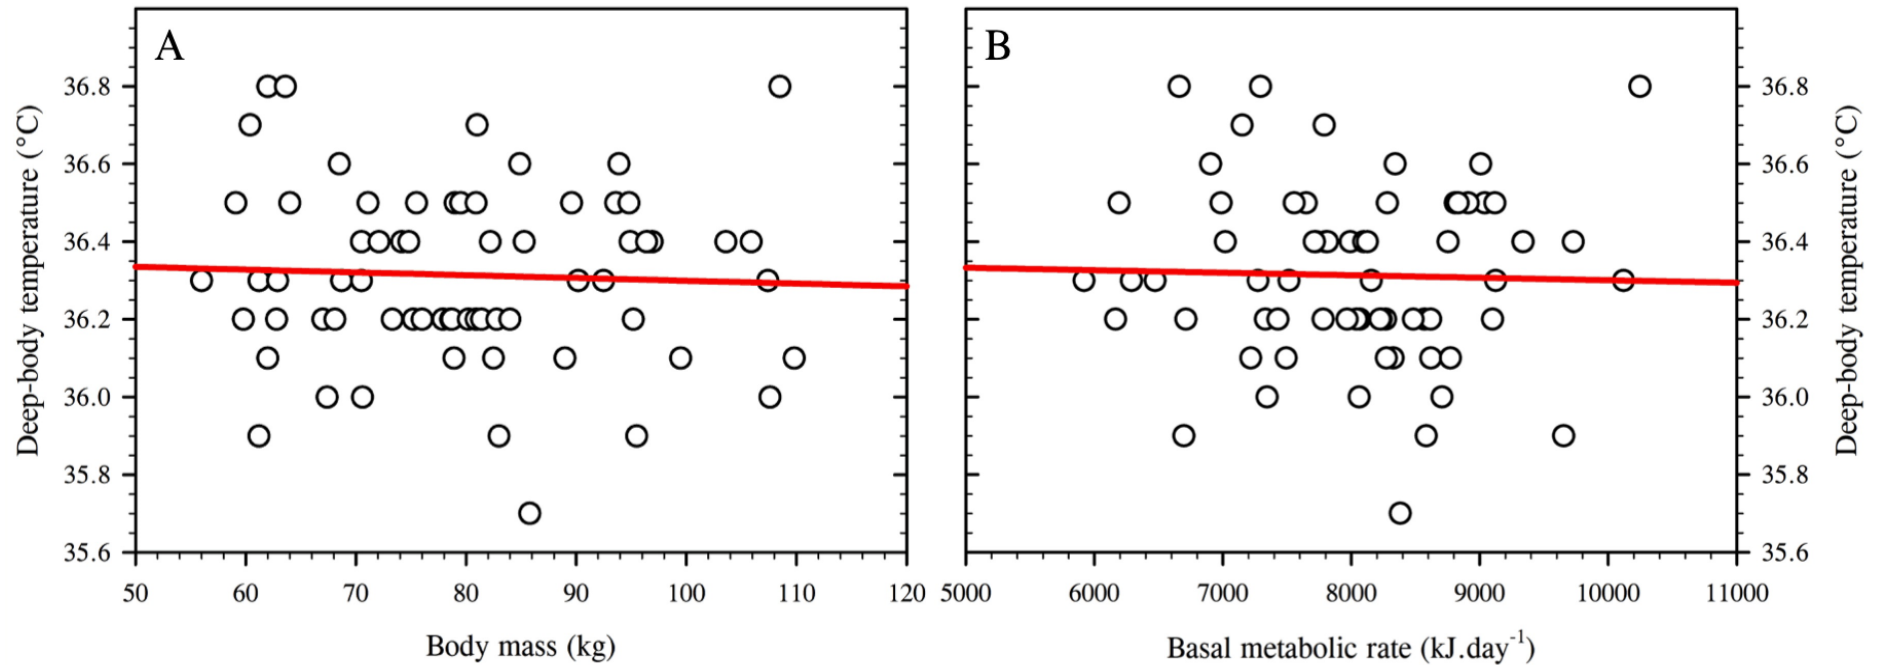 A
B
36.8
36.6
36.4
36.2
36.0
35.8
35.6
Deep-body temperature (°C)
50 60 70 80 90 100 110 120
Body mass (kg)
5000 6000 7000 8000 9000 10000 11000
Basal metabolic rate (kJ.day⁻¹)
36.8
36.6
36.4
36.2
36.0
35.8
35.6
Deep-body temperature (°C)